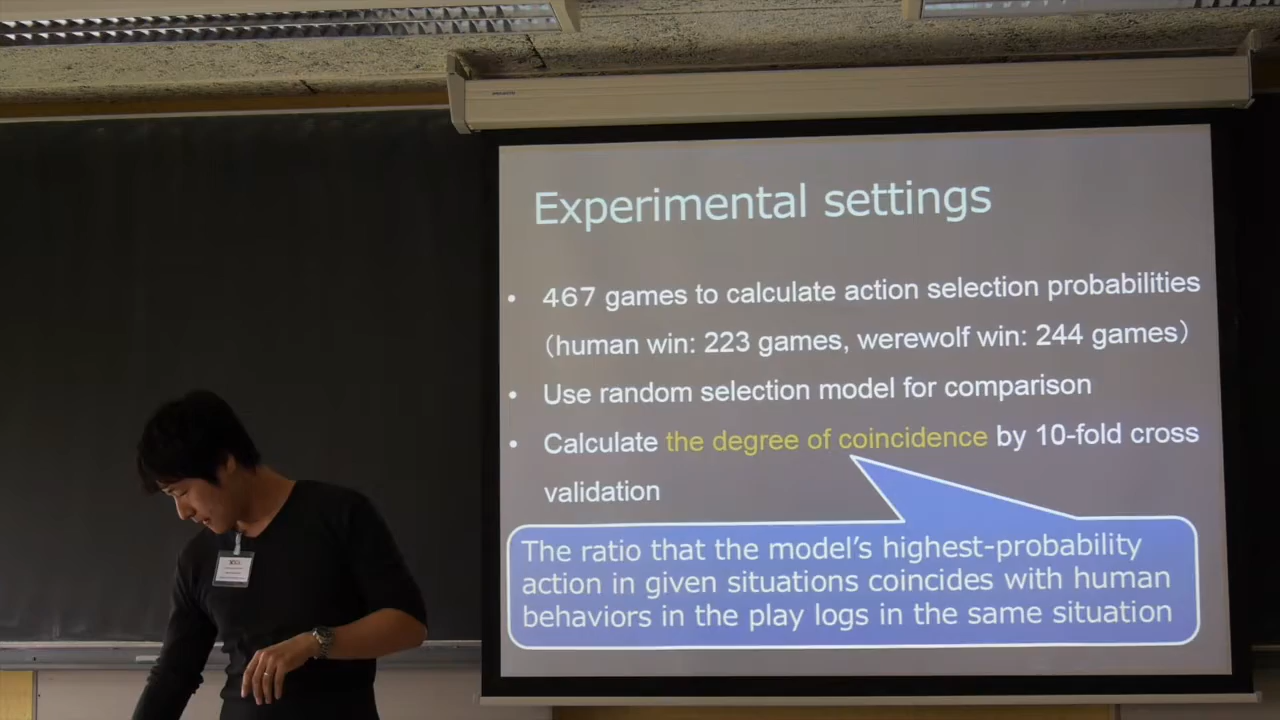 Experimental settings
• 467 games to calculate action selection probabilities
(human win: 223 games, werewolf win: 244 games)
• Use random selection model for comparison
• Calculate the degree of coincidence by 10-fold cross
validation
The ratio that the model's highest-probability
action in given situations coincides with human
behaviors in the play logs in the same situation